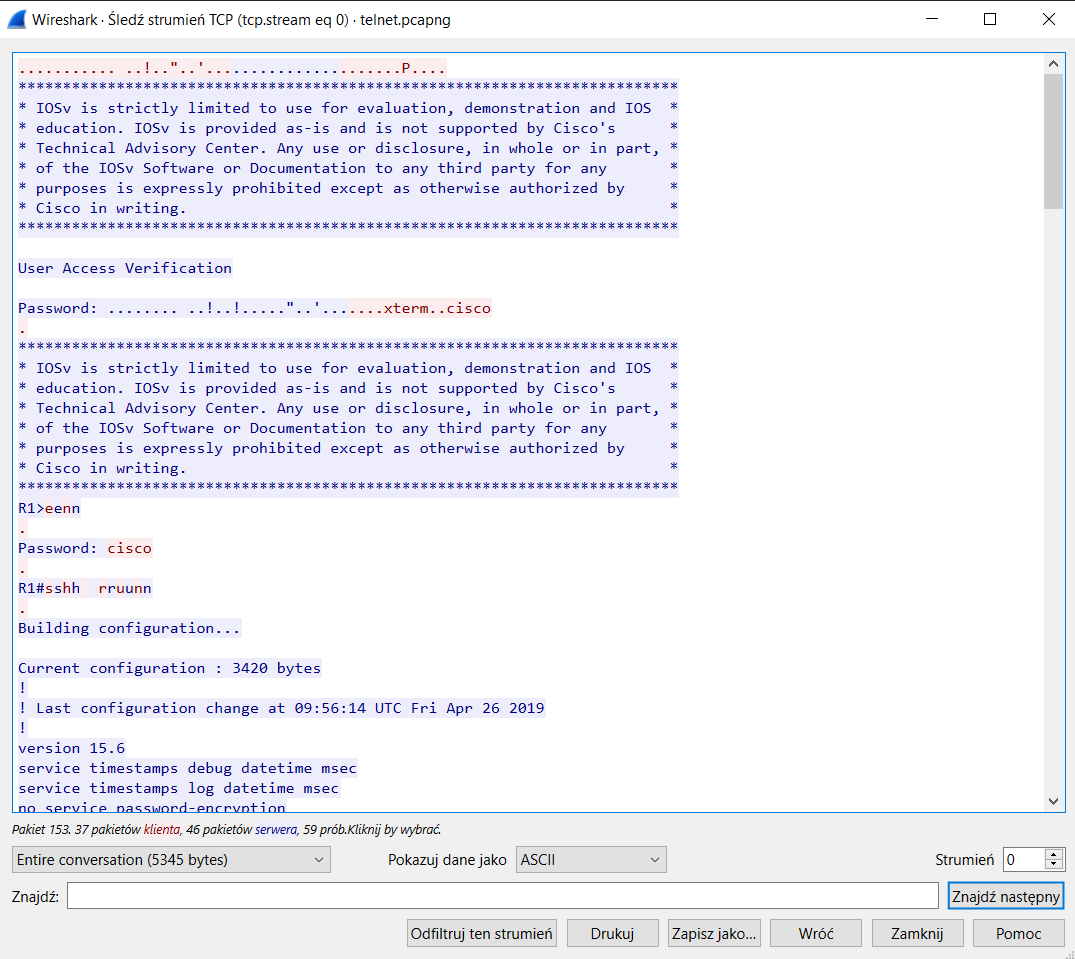 Wireshark · Śledź strumień TCP (tcp.stream eq 0) · telnet.pcapng
........... ..!.."..'.....................P....
**************************************************************************
* IOSv is strictly limited to use for evaluation, demonstration and IOS  *
* education. IOSv is provided as-is and is not supported by Cisco's      *
* Technical Advisory Center. Any use or disclosure, in whole or in part, *
* of the IOSv Software or Documentation to any third party for any       *
* purposes is expressly prohibited except as otherwise authorized by     *
* Cisco in writing.                                                      *
**************************************************************************
User Access Verification
Password: ........ ..!..!....."..'.......xterm..cisco
.
**************************************************************************
* IOSv is strictly limited to use for evaluation, demonstration and IOS  *
* education. IOSv is provided as-is and is not supported by Cisco's      *
* Technical Advisory Center. Any use or disclosure, in whole or in part, *
* of the IOSv Software or Documentation to any third party for any       *
* purposes is expressly prohibited except as otherwise authorized by     *
* Cisco in writing.                                                      *
**************************************************************************
R1>eenn
.
Password: cisco
.
R1#sshh  rruunn
.
Building configuration...
Current configuration : 3420 bytes
!
! Last configuration change at 09:56:14 UTC Fri Apr 26 2019
!
version 15.6
service timestamps debug datetime msec
service timestamps log datetime msec
no service password-encryption
Pakiet 153. 37 pakietów klienta, 46 pakietów serwera, 59 prób.Kliknij by wybrać.
Entire conversation (5345 bytes) Pokazuj dane jako ASCII Strumień 0
Znajdź: Znajdź następny
Odfiltruj ten strumień Drukuj Zapisz jako... Wróć Zamknij Pomoc